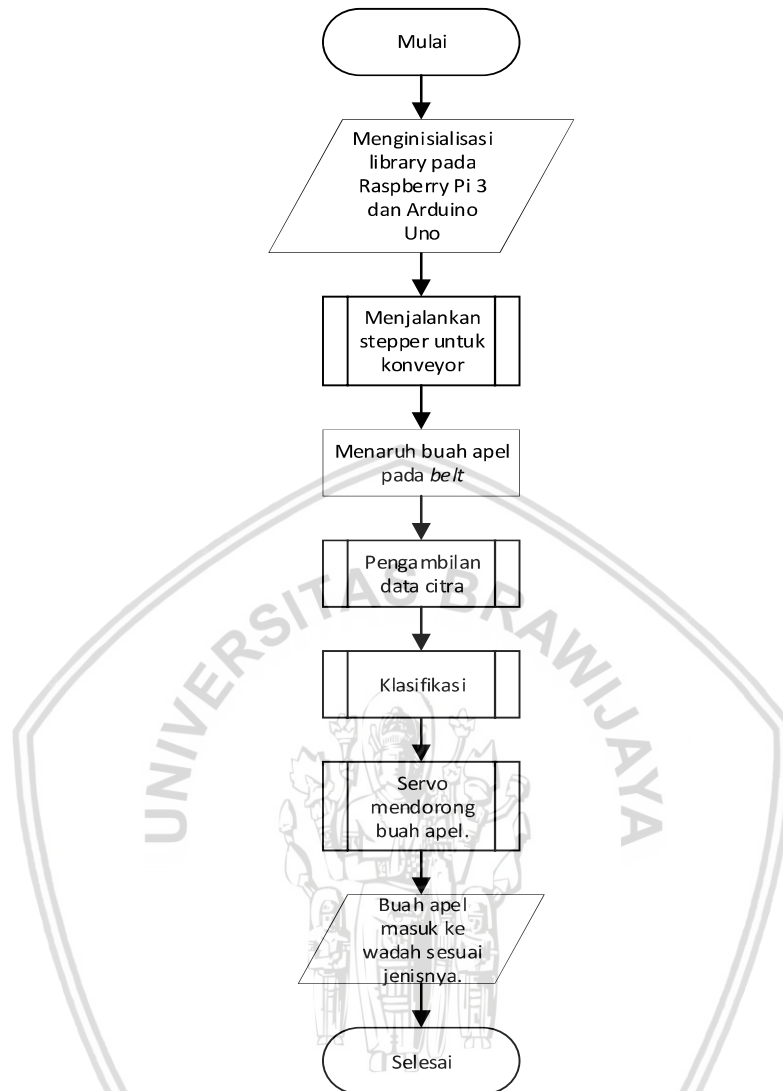 Mulai
Menginisialisasi
library pada
Raspberry Pi 3
dan Arduino
Uno
Menjalankan
stepper untuk
konveyor
Menaruh buah apel
pada belt
Pengambilan
data citra
UNIVERSITAS BRAWIJAYA
Klasifikasi
Servo
mendorong
buah apel.
Buah apel
masuk ke
wadah sesuai
jenisnya.
Selesai